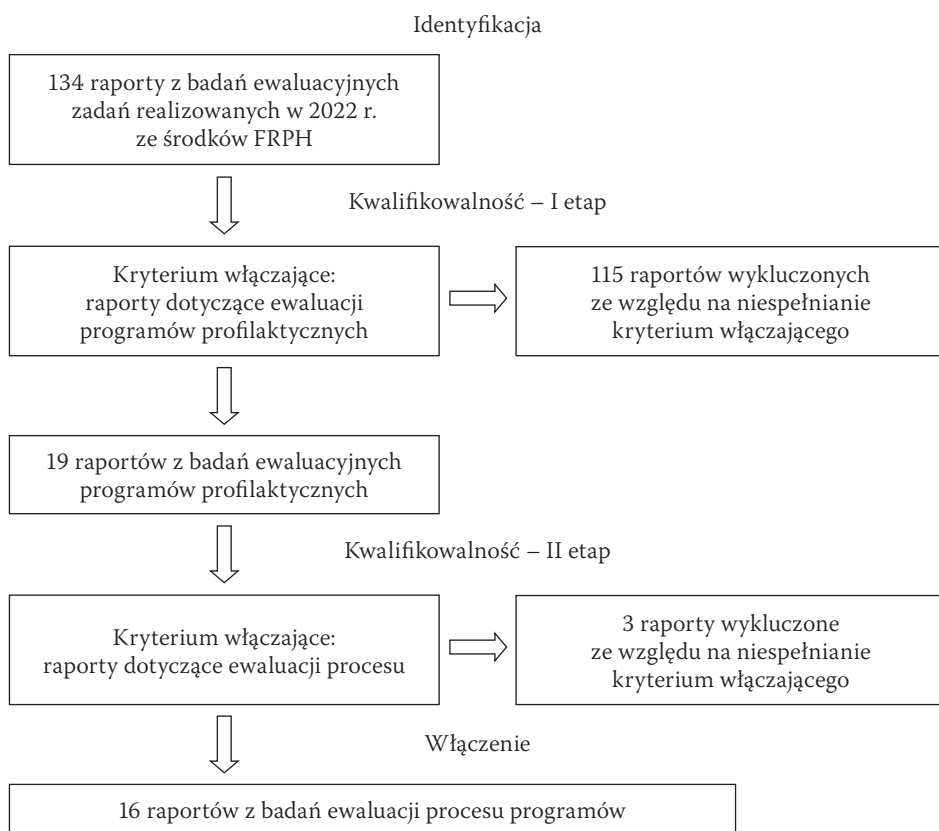 Identyfikacja
134 raporty z badań ewaluacyjnych
zadań realizowanych w 2022 r.
ze środków FRPH
Kwalifikowalność – I etap
Kryterium włączające:
raporty dotyczące ewaluacji
programów profilaktycznych
115 raportów wykluczonych
ze względu na niespełnianie
kryterium włączającego
19 raportów z badań ewaluacyjnych
programów profilaktycznych
Kwalifikowalność – II etap
Kryterium włączające:
raporty dotyczące ewaluacji procesu
3 raporty wykluczone
ze względu na niespełnianie
kryterium włączającego
Włączenie
16 raportów z badań ewaluacji procesu programów